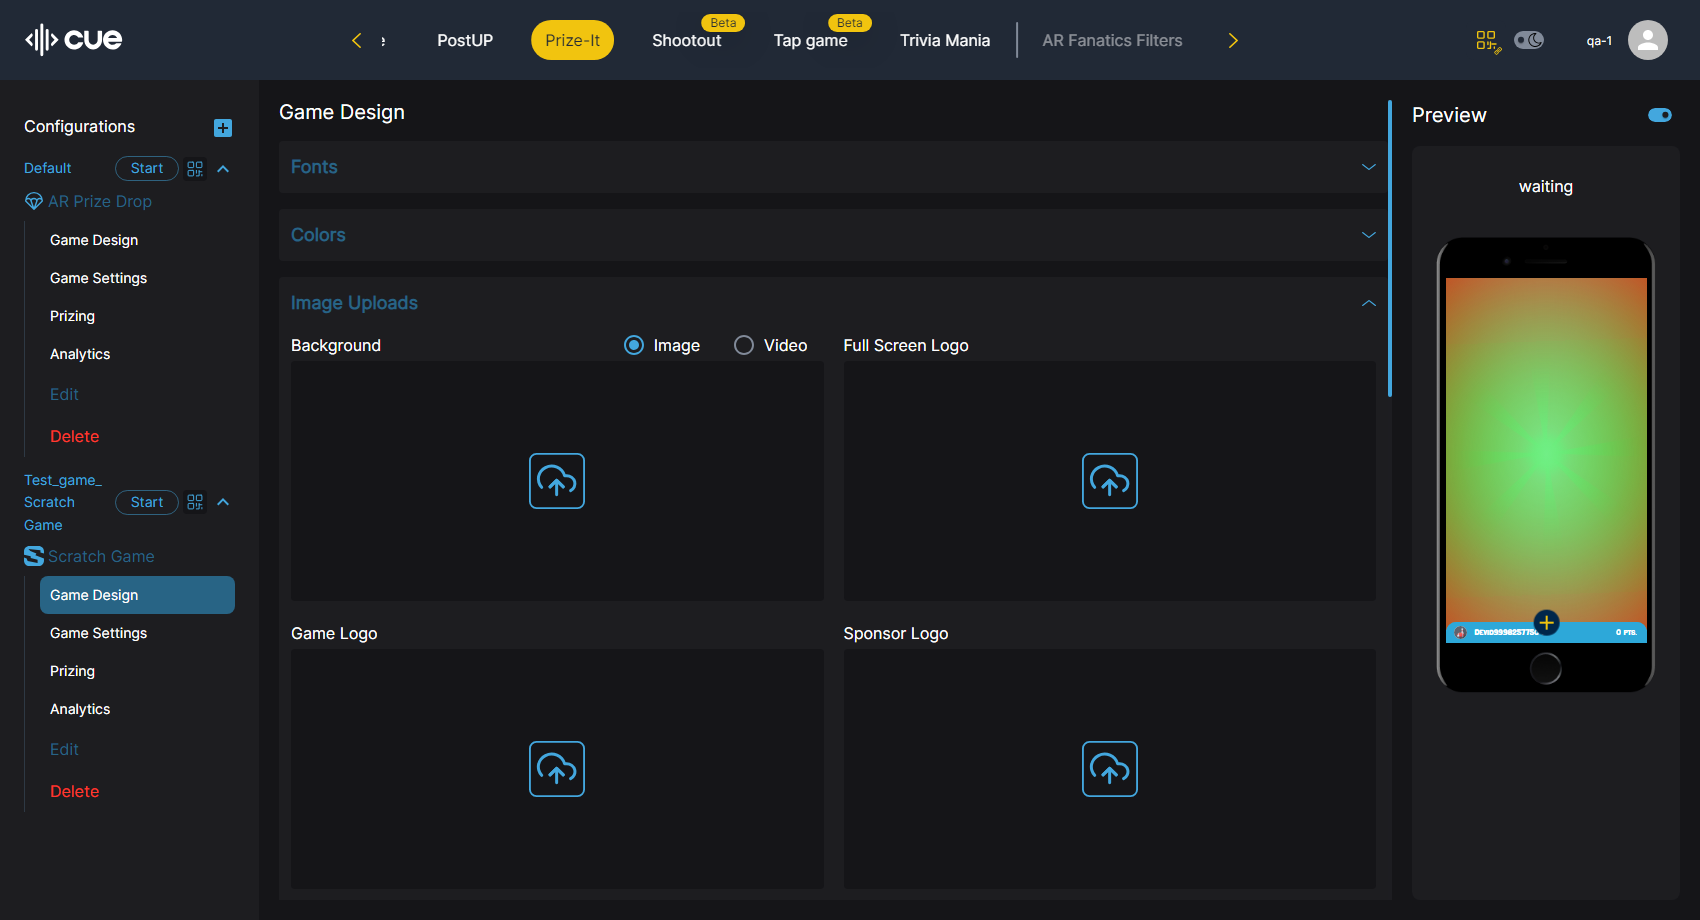 cue
PostUP
Prize-It
Shootout
Beta
Tap game
Beta
Trivia Mania
AR Fanatics Filters
qa-1
Configurations
Default
Start
AR Prize Drop
Game Design
Game Settings
Prizing
Analytics
Edit
Delete
Test_game_
Scratch
Game
Start
Scratch Game
Game Design
Game Settings
Prizing
Analytics
Edit
Delete
Game Design
Fonts
Colors
Image Uploads
Background
Image
Video
Full Screen Logo
Game Logo
Sponsor Logo
Preview
waiting
0 PTS.